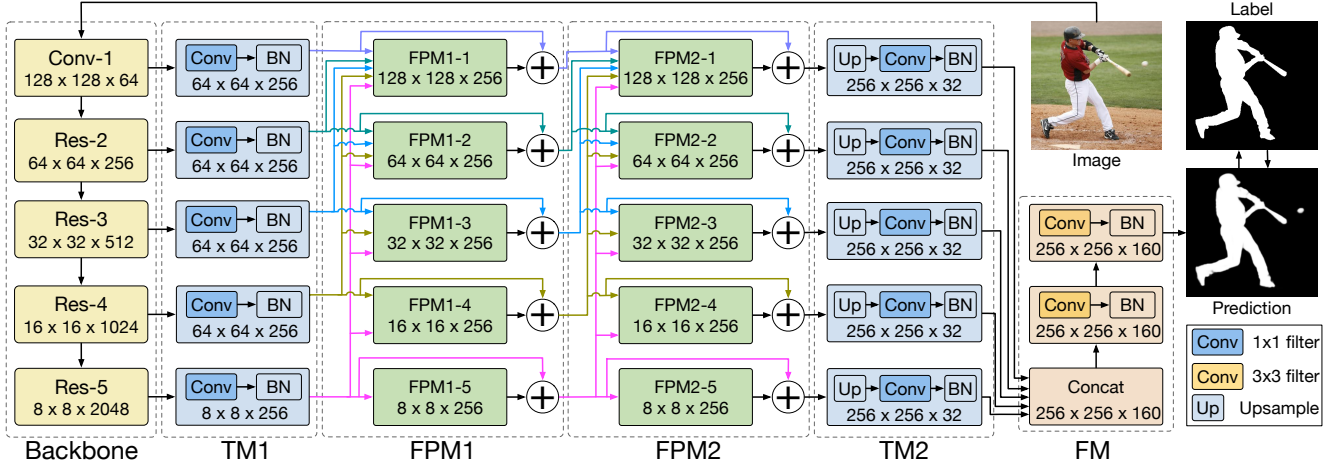 Conv-1
128 x 128 x 64
Res-2
64 x 64 x 256
Res-3
32 x 32 x 512
Res-4
16 x 16 x 1024
Res-5
8 x 8 x 2048
Backbone
Conv BN
64 x 64 x 256
Conv BN
64 x 64 x 256
Conv BN
64 x 64 x 256
Conv BN
64 x 64 x 256
Conv BN
8 x 8 x 256
TM1
FPM1-1
128 x 128 x 256
FPM1-2
64 x 64 x 256
FPM1-3
32 x 32 x 256
FPM1-4
16 x 16 x 256
FPM1-5
8 x 8 x 256
FPM1
FPM2-1
128 x 128 x 256
FPM2-2
64 x 64 x 256
FPM2-3
32 x 32 x 256
FPM2-4
16 x 16 x 256
FPM2-5
8 x 8 x 256
FPM2
Up Conv BN
256 x 256 x 32
Up Conv BN
256 x 256 x 32
Up Conv BN
256 x 256 x 32
Up Conv BN
256 x 256 x 32
Up Conv BN
256 x 256 x 32
TM2
Image
Conv BN
256 x 256 x 160
Conv BN
256 x 256 x 160
Concat
256 x 256 x 160
FM
Label
Prediction
Conv 1x1 filter
Conv 3x3 filter
Up Upsample